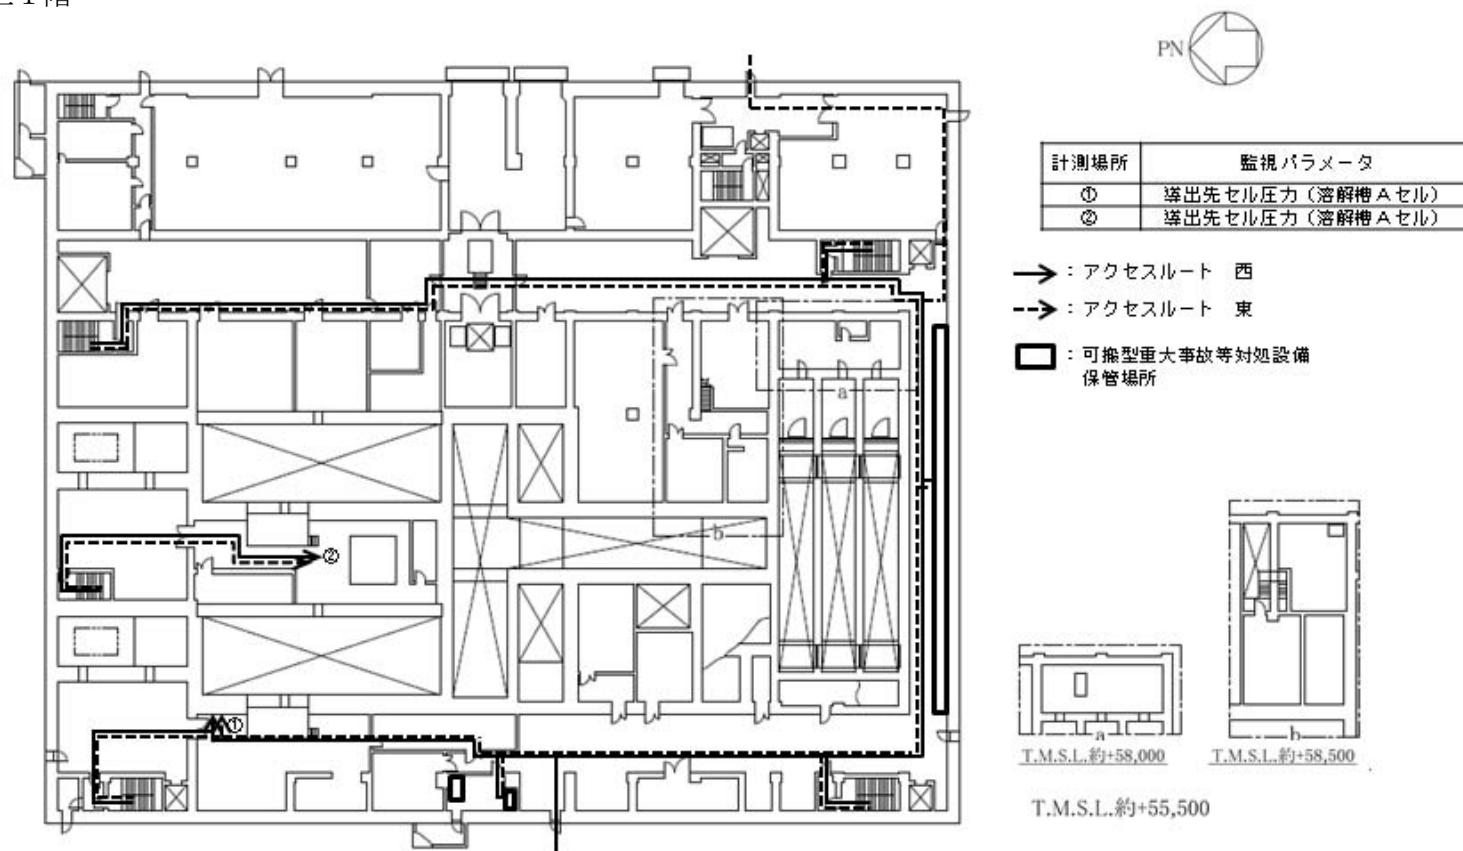 PN
計測場所 監視パラメータ
① 導出先セル圧力（溶解槽Aセル）
② 導出先セル圧力（溶解槽Aセル）
：アクセスルート 西
：アクセスルート 東
：可搬型重大事故等対処設備
保管場所
a
b
②
①
a
T.M.S.L.約+58,000
b
T.M.S.L.約+58,500
T.M.S.L.約+55,500